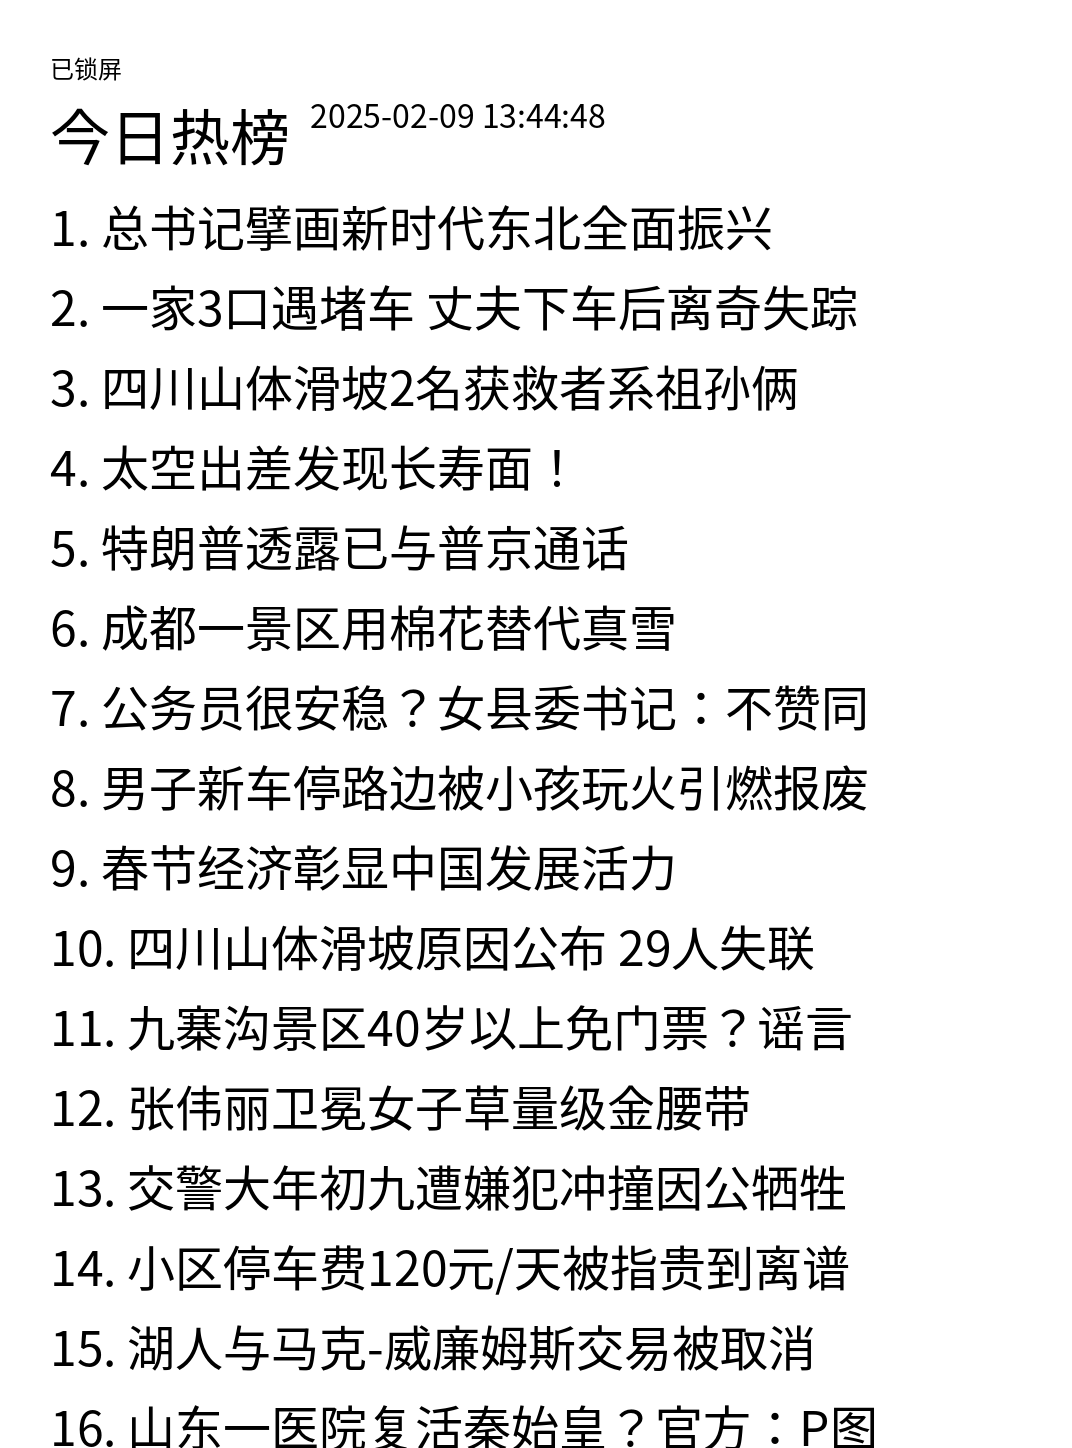 已锁屏
今日热榜 2025-02-09 13:44:48
1. 总书记擘画新时代东北全面振兴
2. 一家3口遇堵车 丈夫下车后离奇失踪
3. 四川山体滑坡2名获救者系祖孙俩
4. 太空出差发现长寿面！
5. 特朗普透露已与普京通话
6. 成都一景区用棉花替代真雪
7. 公务员很安稳？女县委书记：不赞同
8. 男子新车停路边被小孩玩火引燃报废
9. 春节经济彰显中国发展活力
10. 四川山体滑坡原因公布 29人失联
11. 九寨沟景区40岁以上免门票？谣言
12. 张伟丽卫冕女子草量级金腰带
13. 交警大年初九遭嫌犯冲撞因公牺牲
14. 小区停车费120元/天被指贵到离谱
15. 湖人与马克-威廉姆斯交易被取消
16. 山东一医院复活秦始皇？官方：P图